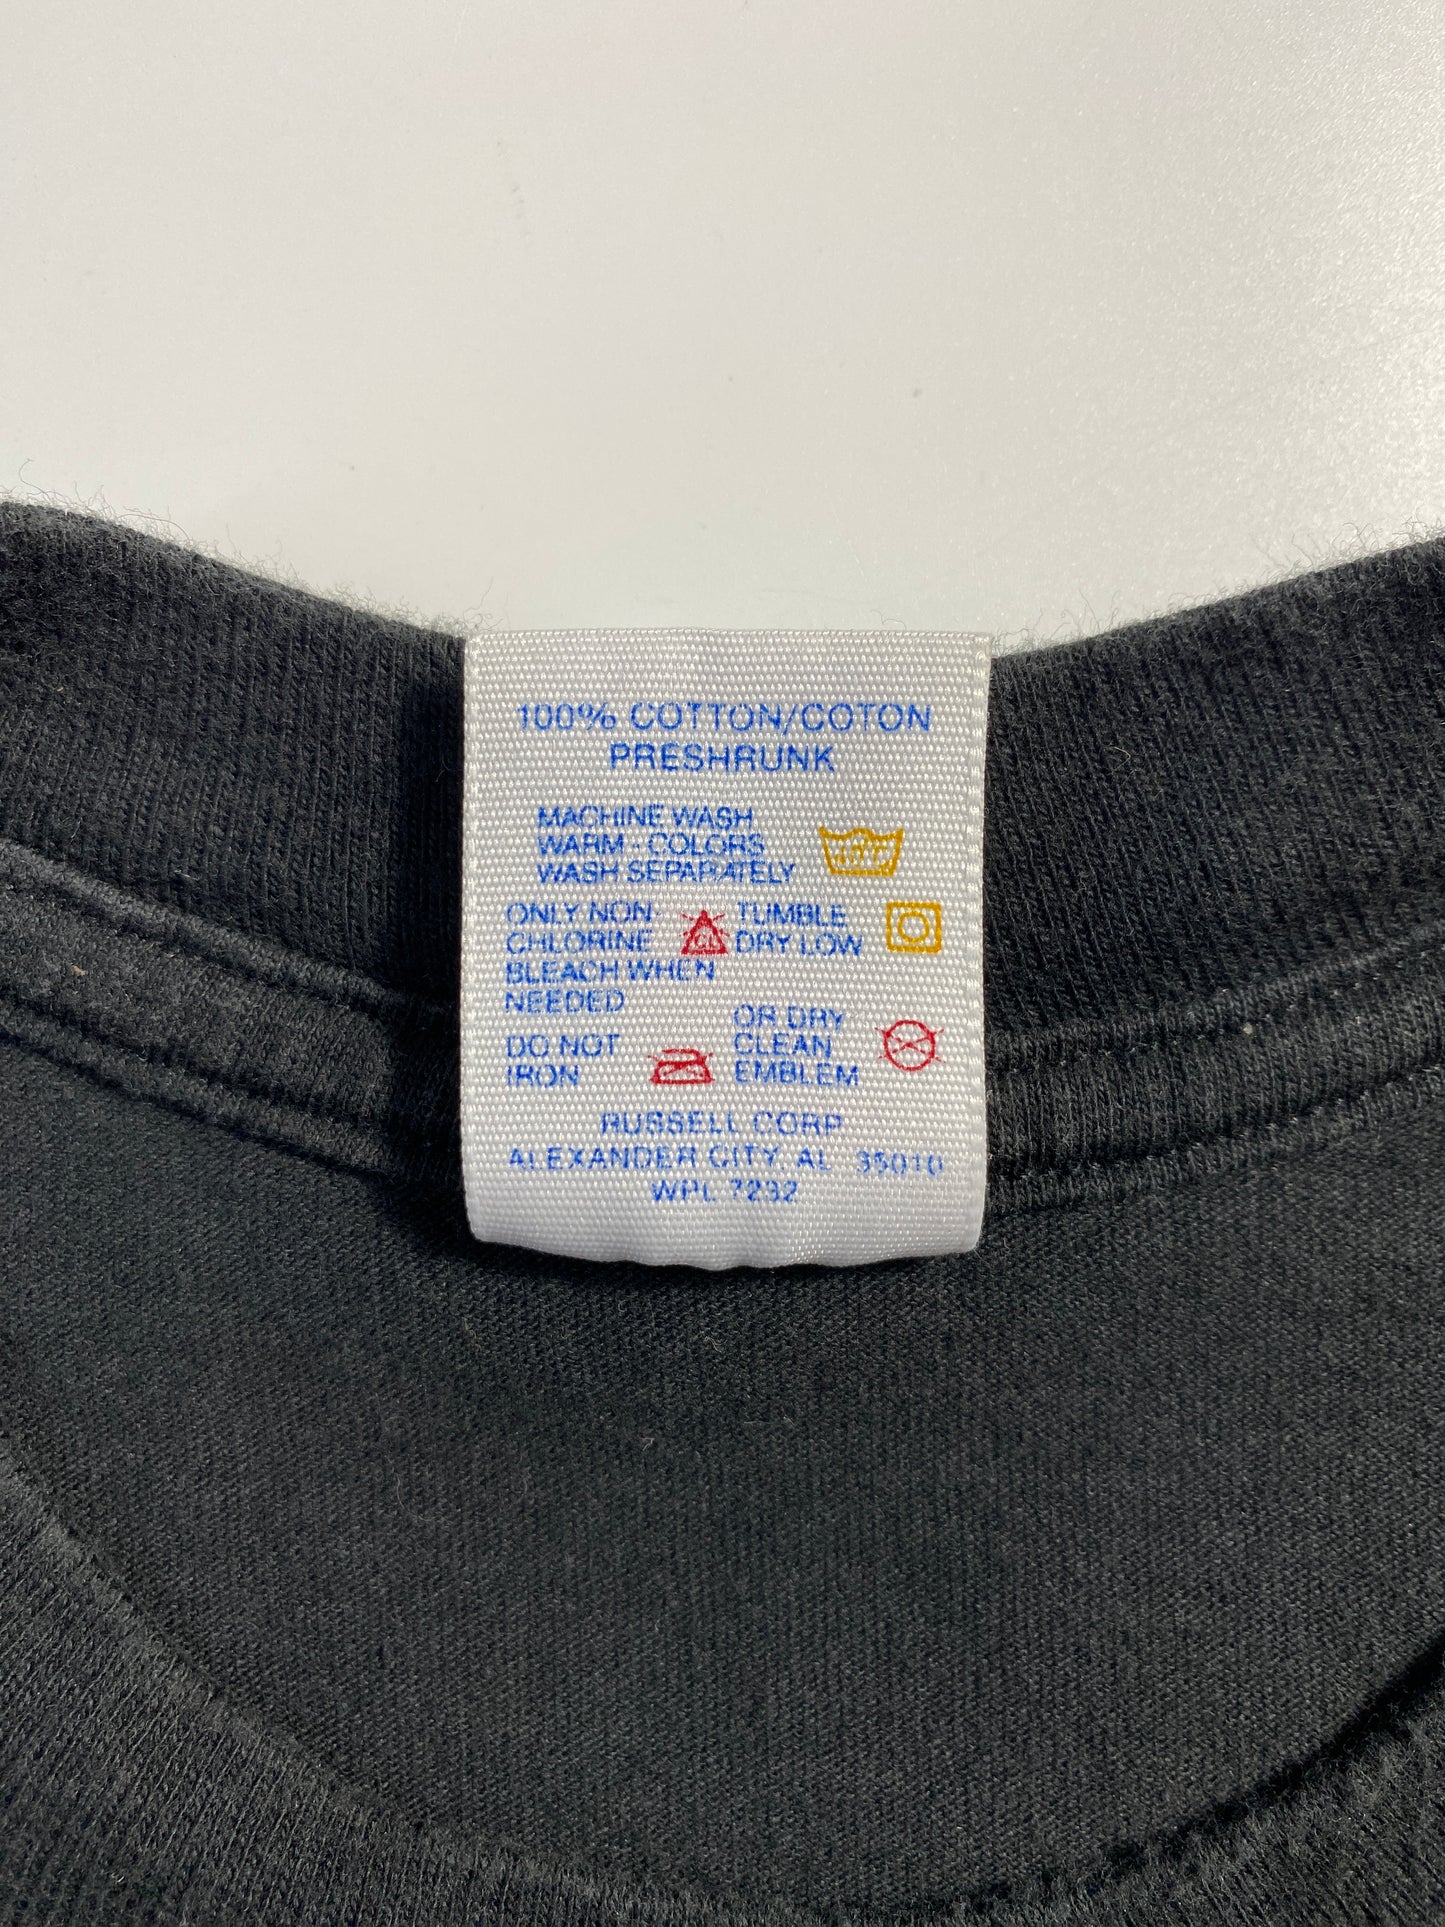 100% COTTON/COTON
PRESHRUNK
MACHINE WASH
WARM - COLORS
WASH SEPARATELY
ONLY NON-
CHLORINE
BLEACH WHEN
NEEDED
CL
TUMBLE
DRY LOW
DO NOT
IRON
OR DRY
CLEAN
EMBLEM
RUSSELL CORP
ALEXANDER CITY, AL 35010
WPL 7232